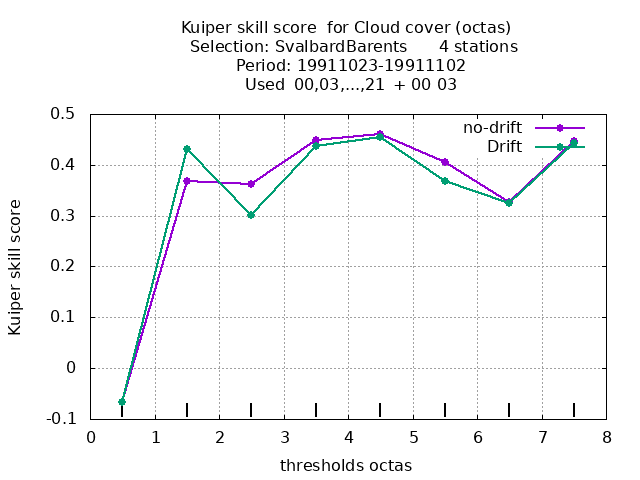 Kuiper skill score for Cloud cover (octas)
Selection: SvalbardBarents 4 stations
Period: 19911023-19911102
Used 00,03,...,21 + 00 03
no-drift
Drift
0.5
0.4
0.3
0.2
0.1
0
-0.1
Kuiper skill score
0 1 2 3 4 5 6 7 8
thresholds octas